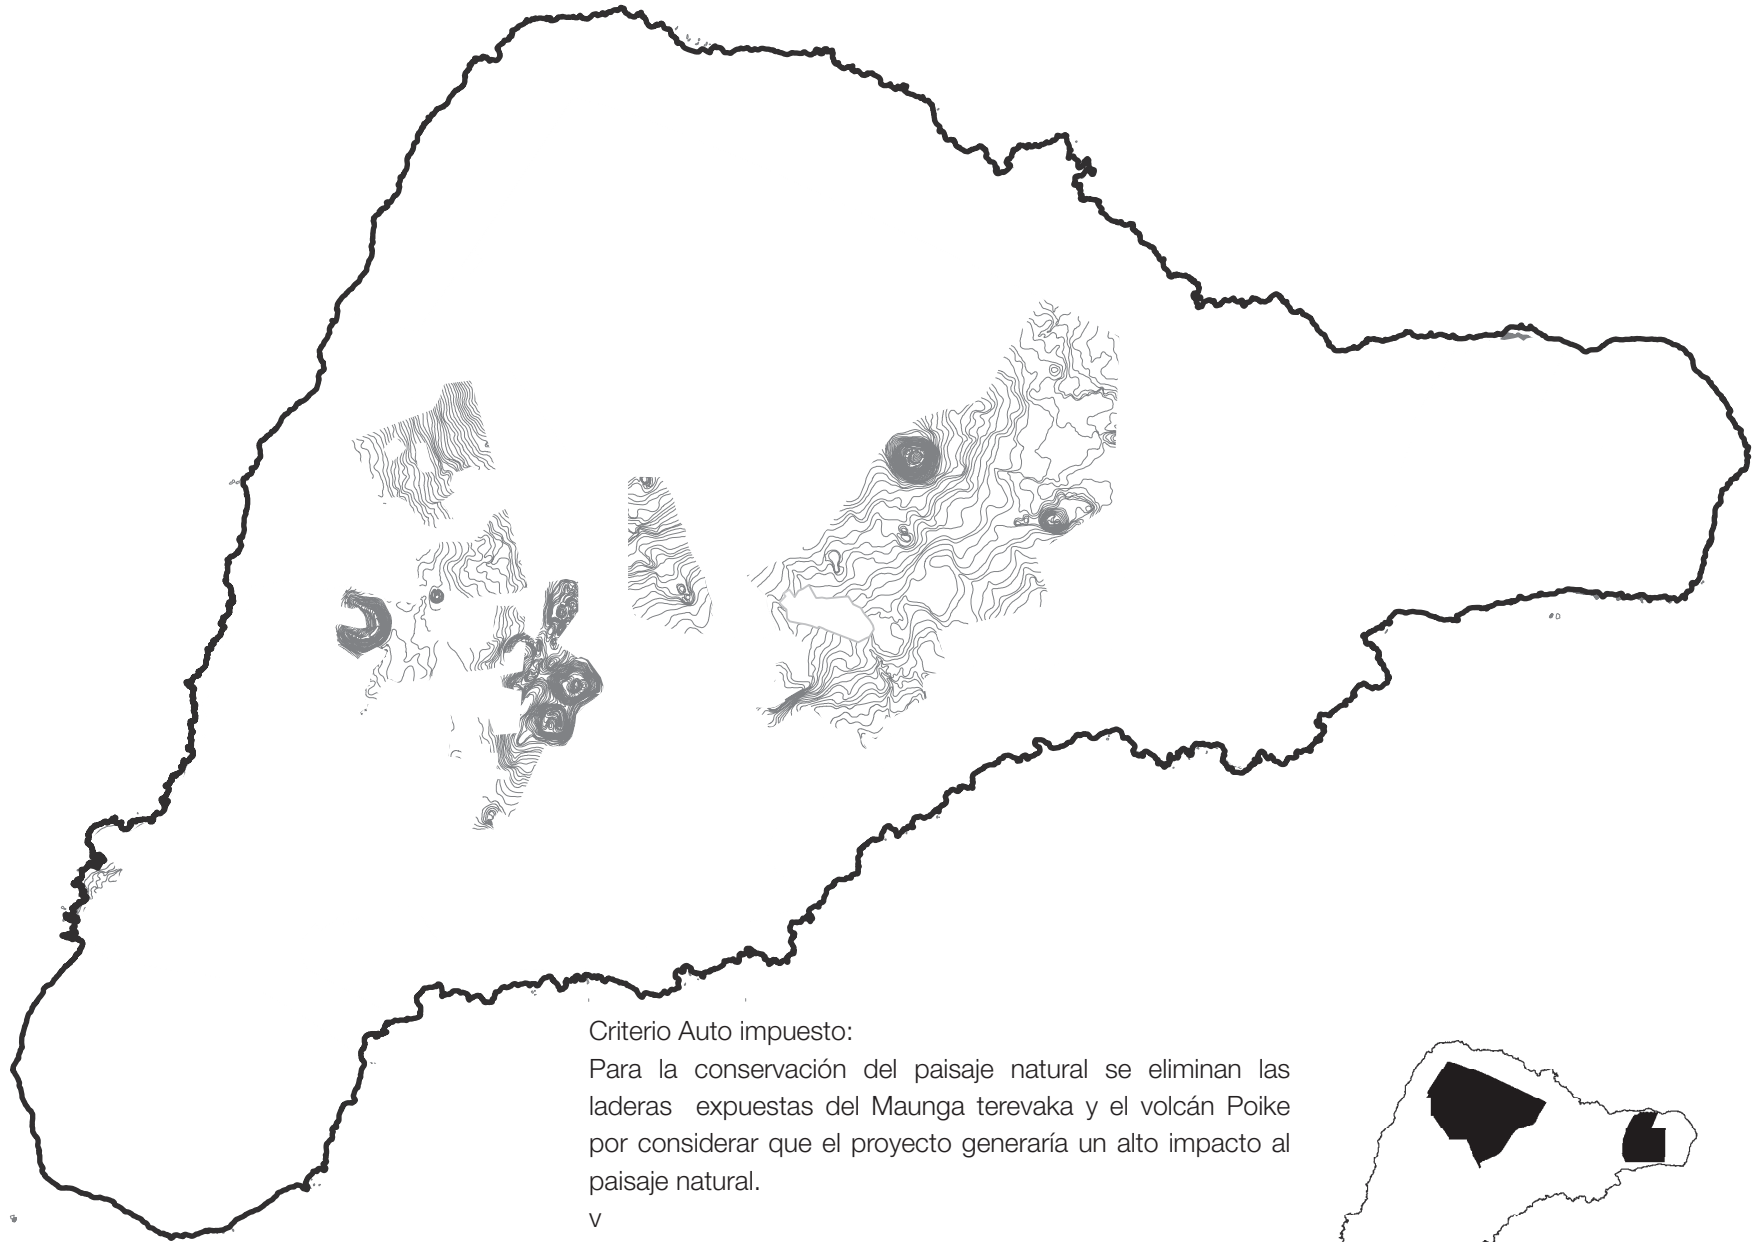 Criterio Auto impuesto:
Para la conservación del paisaje natural se eliminan las
laderas expuestas del Maunga terevaka y el volcán Poike
por considerar que el proyecto generaría un alto impacto al
paisaje natural.
v